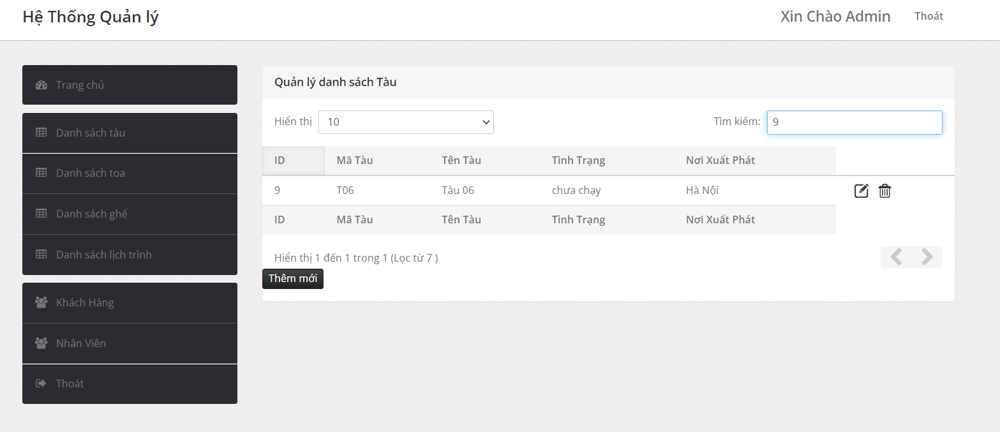 Hệ Thống Quản lý
Xin Chào Admin
Thoát
Trang chủ
Danh sách tàu
Danh sách toa
Danh sách ghế
Danh sách lịch trình
Khách Hàng
Nhân Viên
Thoát
Quản lý danh sách Tàu
Hiển thị 10
Tìm kiếm: 9
ID Mã Tàu Tên Tàu Tình Trạng Nơi Xuất Phát
9 T06 Tàu 06 chưa chạy Hà Nội
ID Mã Tàu Tên Tàu Tình Trạng Nơi Xuất Phát
Hiển thị 1 đến 1 trong 1 (Lọc từ 7 )
Thêm mới